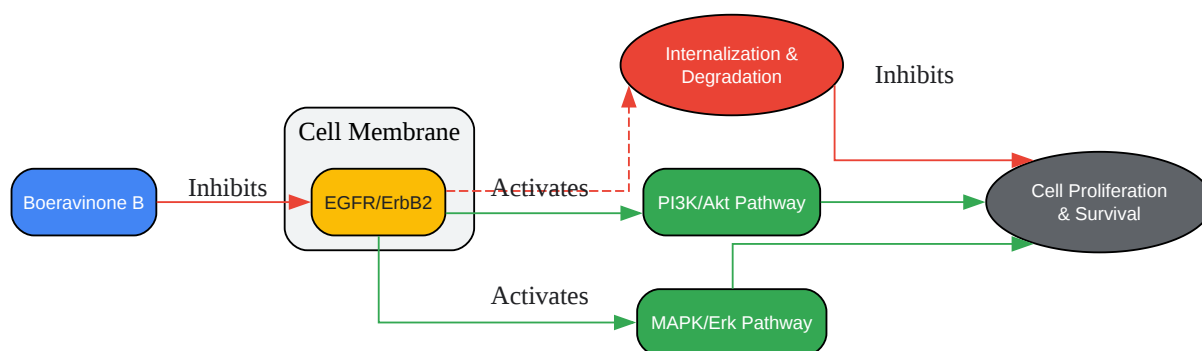 Internalization &
Degradation
Inhibits
Cell Membrane
Boeravinone B
Inhibits
EGFR/ErbB2
Activates
PI3K/Akt Pathway
Cell Proliferation
& Survival
Activates
MAPK/Erk Pathway